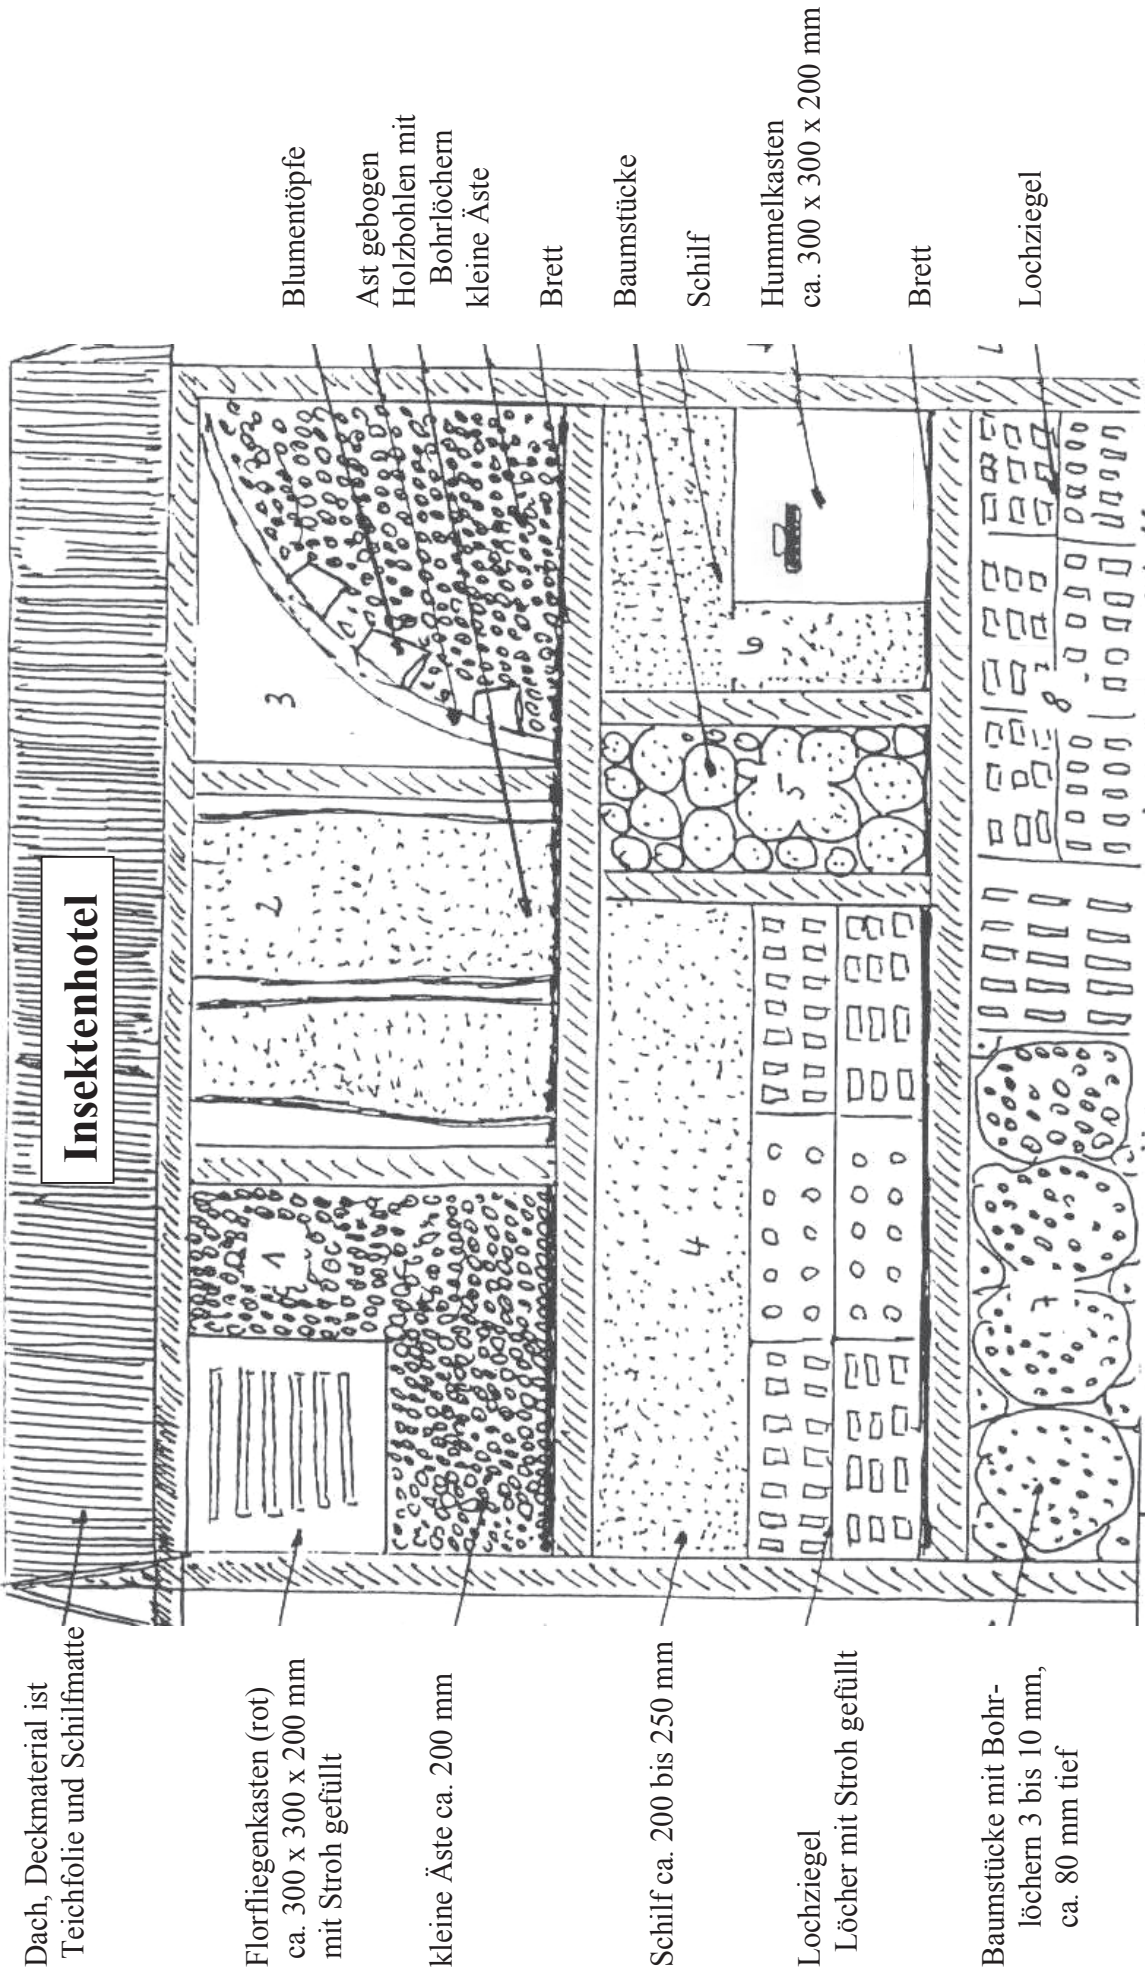 Insektenhotel
Dach, Deckmaterial ist
Teichfolie und Schilfmatte
Florfliegenkasten (rot)
ca. 300 x 300 x 200 mm
mit Stroh gefüllt
kleine Äste ca. 200 mm
Schilf ca. 200 bis 250 mm
Lochziegel
Löcher mit Stroh gefüllt
Baumstücke mit Bohr-
löchern 3 bis 10 mm,
ca. 80 mm tief
1
2
3
4
5
6
7
8
Blumentöpfe
Ast gebogen
Holzbohlen mit
Bohrlöchern
kleine Äste
Brett
Baumstücke
Schilf
Hummelkasten
ca. 300 x 300 x 200 mm
Brett
Lochziegel